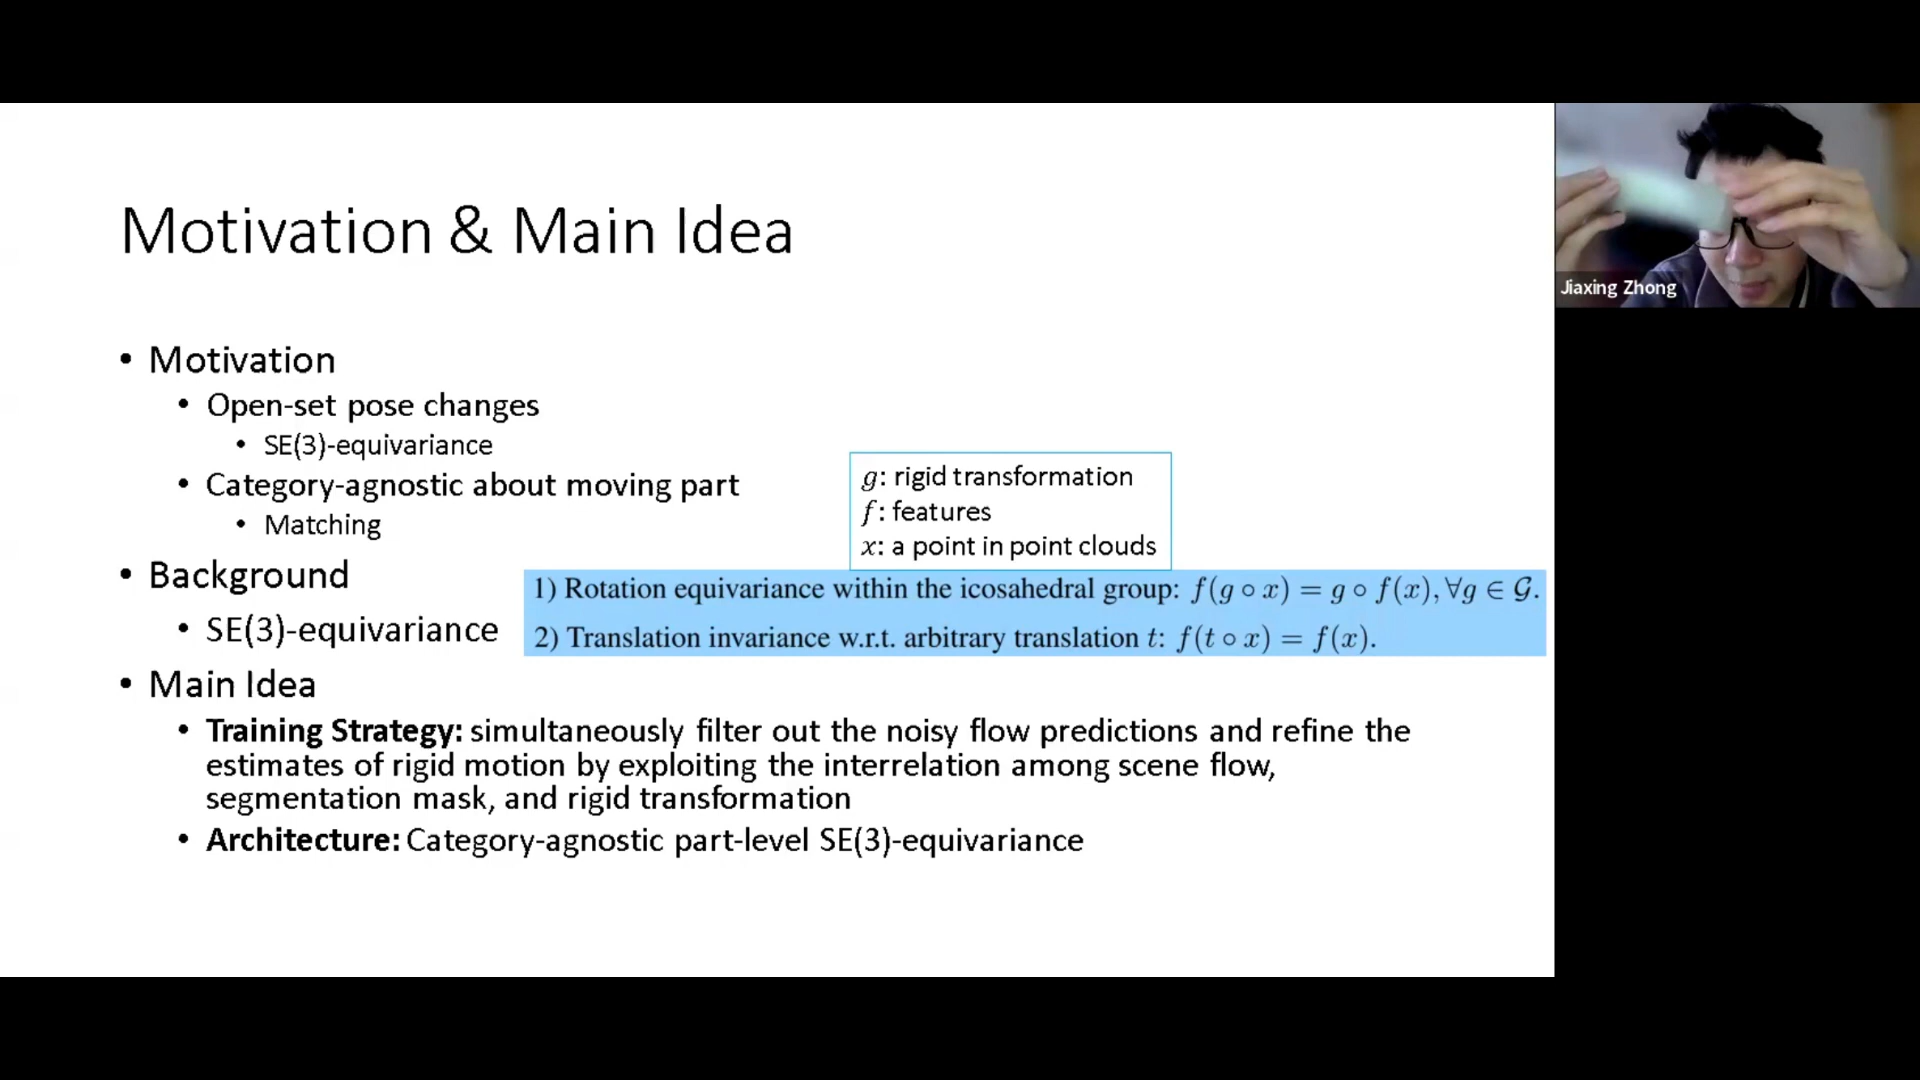 Motivation & Main Idea
Jiaxing Zhong
• Motivation
• Open-set pose changes
• SE(3)-equivariance
• Category-agnostic about moving part
• Matching
g: rigid transformation
f: features
x: a point in point clouds
• Background
• SE(3)-equivariance
1) Rotation equivariance within the icosahedral group: f(g ∘ x) = g ∘ f(x), ∀g ∈ 𝒢.
2) Translation invariance w.r.t. arbitrary translation t: f(t ∘ x) = f(x).
• Main Idea
• Training Strategy: simultaneously filter out the noisy flow predictions and refine the
estimates of rigid motion by exploiting the interrelation among scene flow,
segmentation mask, and rigid transformation
• Architecture: Category-agnostic part-level SE(3)-equivariance